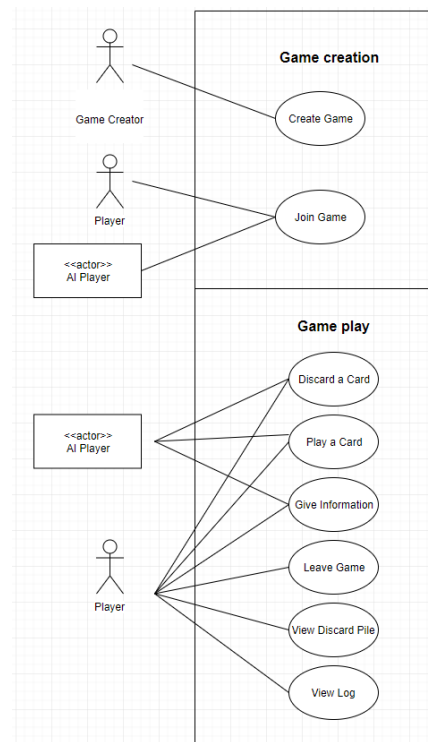 Game creation
Game Creator
Create Game
Player
Join Game
<<actor>>
AI Player
Game play
Discard a Card
<<actor>>
AI Player
Play a Card
Give Information
Leave Game
Player
View Discard Pile
View Log